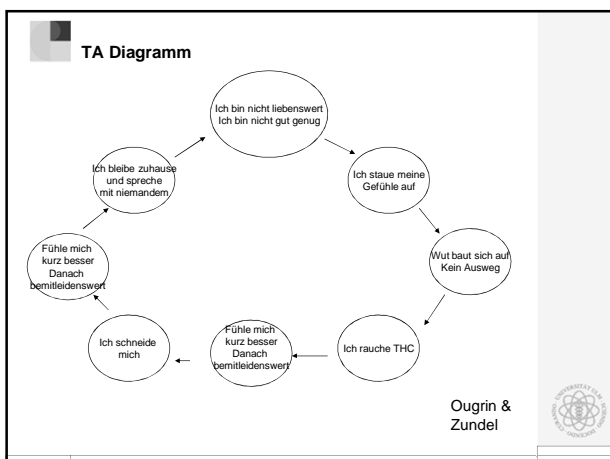 TA Diagramm
Ich bin nicht liebenswert
Ich bin nicht gut genug
Ich staue meine
Gefühle auf
Wut baut sich auf
Kein Ausweg
Ich rauche THC
Fühle mich
kurz besser
Danach
bemitleidenswert
Ich schneide
mich
Fühle mich
kurz besser
Danach
bemitleidenswert
Ich bleibe zuhause
und spreche
mit niemandem
Ougrin &
Zundel